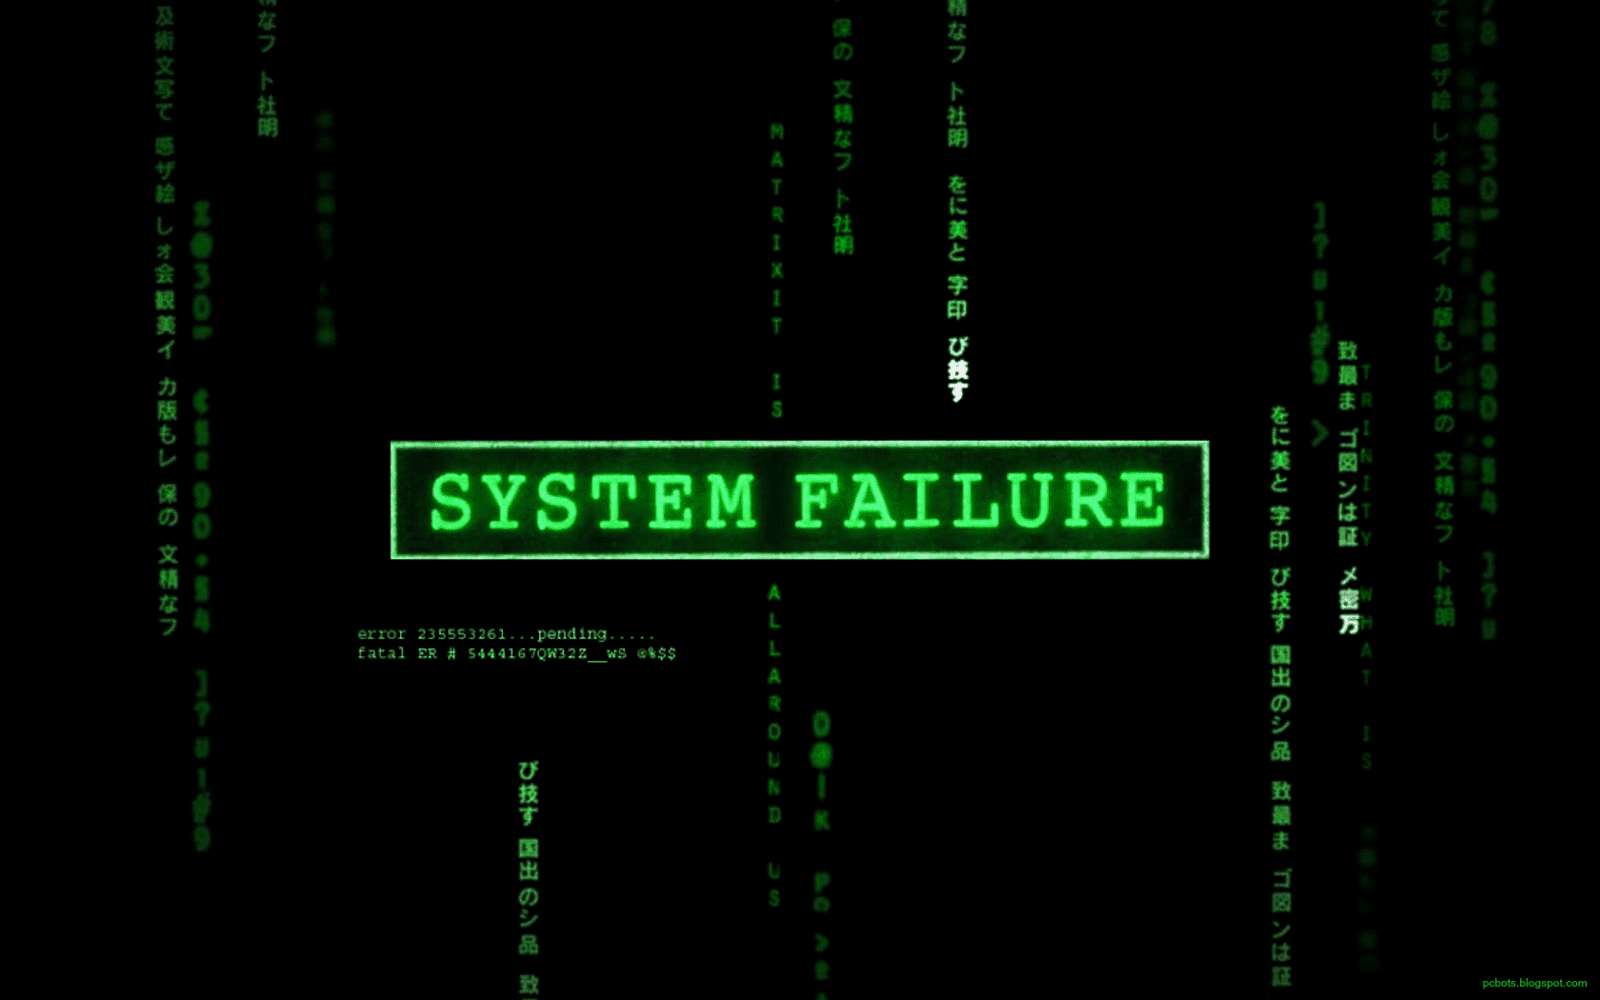 及術文写て 感ザ絵 しォ会観美イ カ版もレ 保の 文精なフ
精なフ ト社明
MATRIXIT IS
ALLAROUND US
保の 文精なフ ト社明
精なフ ト社明 をに美と 字印 び技す
SYSTEM FAILURE
error 235553261...pending.....
fatal ER # 5444167QW32Z__wS @%$$
び技す 国出のシ品 致
をに美と 字印 び技す 国出のシ品 致最ま ゴ図ンは証
致最ま ゴ図ンは証 メ密万
TRINITY WHAT IS
て 感ザ絵 しォ会観美イ カ版もレ 保の 文精なフ ト社明
pcbots.blogspot.com